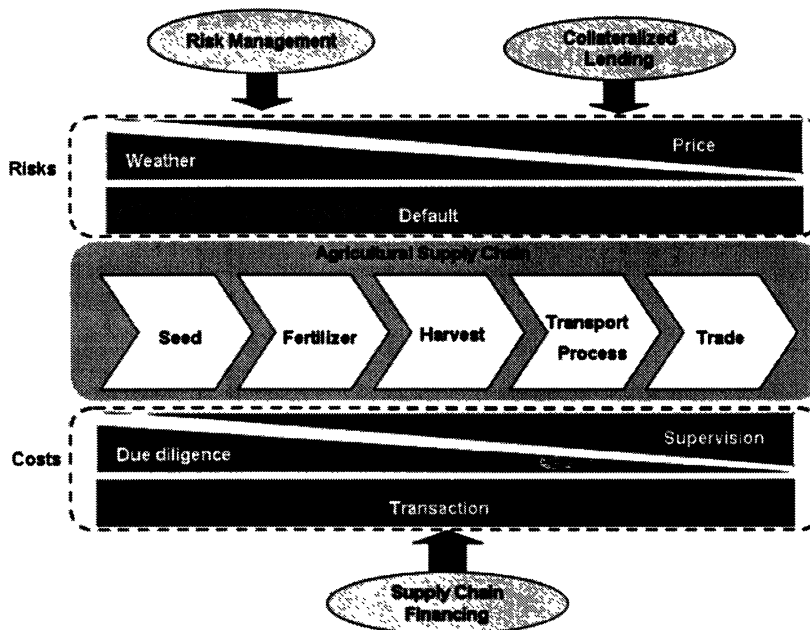 Risk Management
Collateralized
Lending
Risks
Weather
Price
Default
Agricultural Supply Chain
Seed
Fertilizer
Harvest
Transport
Process
Trade
Costs
Due diligence
Supervision
Transaction
Supply Chain
Financing